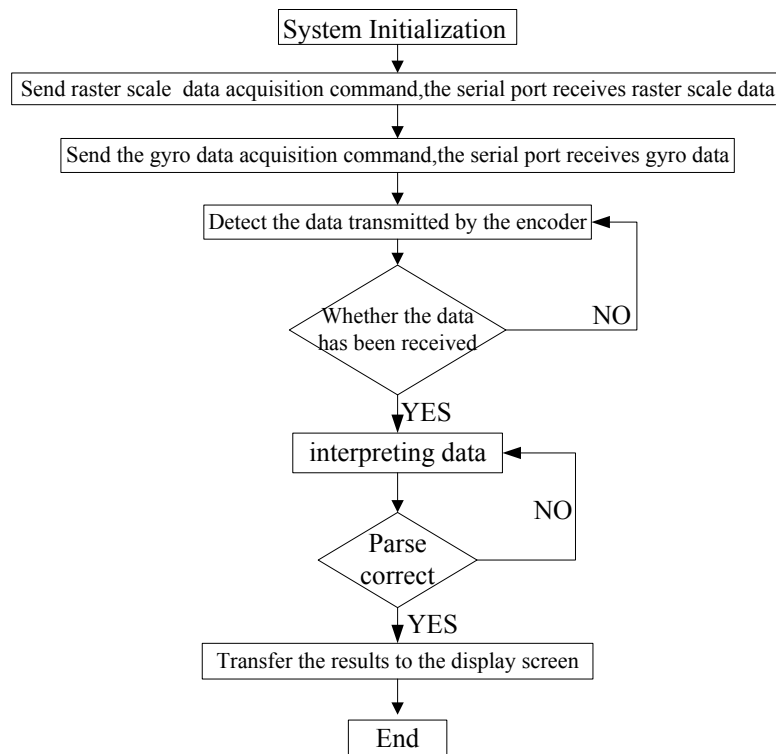 System Initialization
Send raster scale data acquisition command,the serial port receives raster scale data
Send the gyro data acquisition command,the serial port receives gyro data
Detect the data transmitted by the encoder
Whether the data
has been received
NO
YES
interpreting data
NO
Parse
correct
YES
Transfer the results to the display screen
End